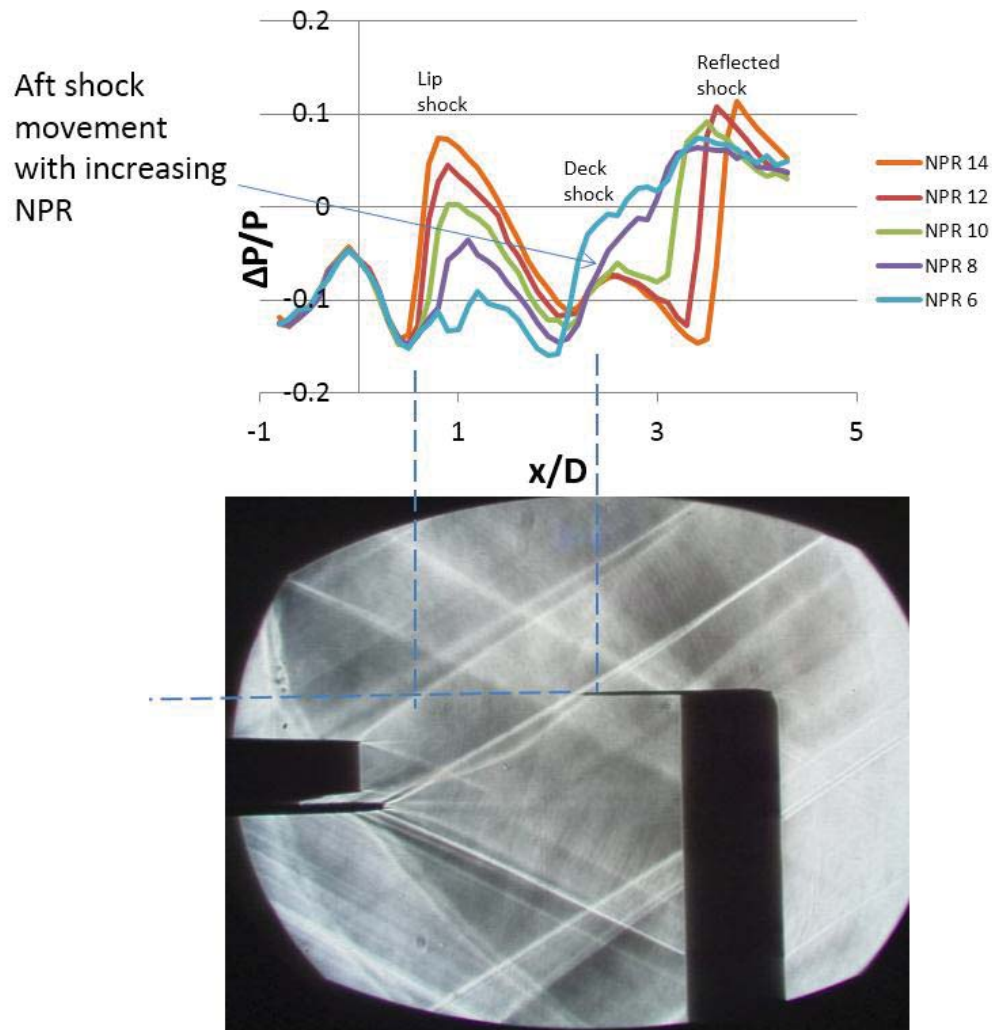 Aft shock
movement
with increasing
NPR
0.2
0.1
0
-0.1
-0.2
ΔP/P
Lip
shock
Deck
shock
Reflected
shock
-1
1
3
5
x/D
NPR 14
NPR 12
NPR 10
NPR 8
NPR 6